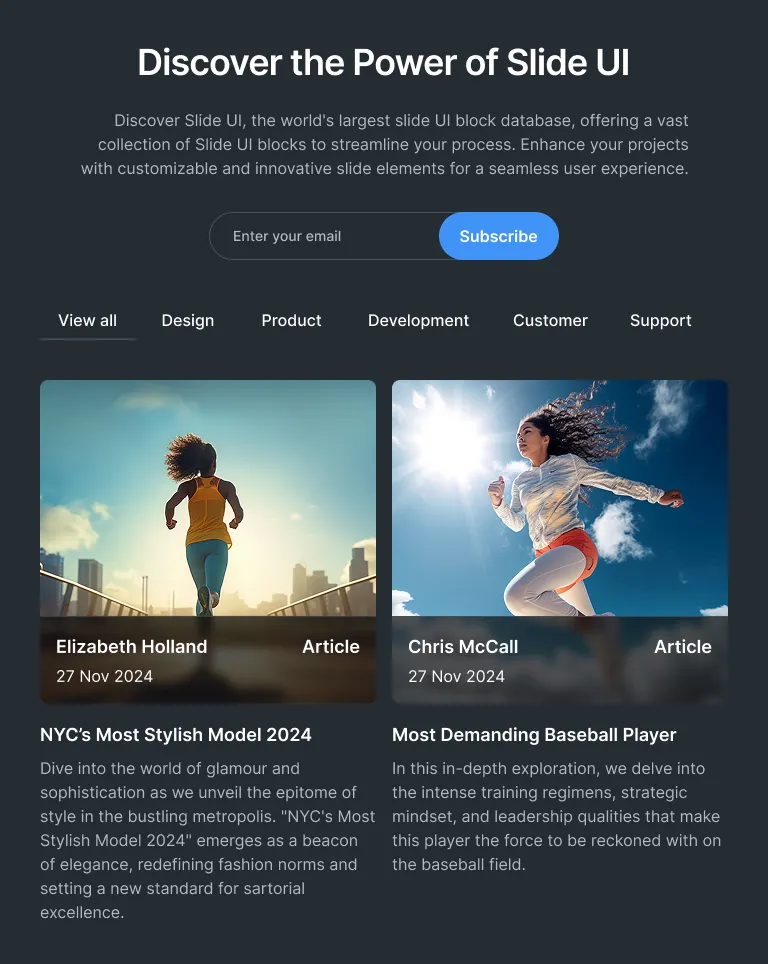 Discover the Power of Slide UI
Discover Slide UI, the world's largest slide UI block database, offering a vast
collection of Slide UI blocks to streamline your process. Enhance your projects
with customizable and innovative slide elements for a seamless user experience.
Enter your email
Subscribe
View all
Design
Product
Development
Customer
Support
Elizabeth Holland
Article
27 Nov 2024
NYC’s Most Stylish Model 2024
Dive into the world of glamour and
sophistication as we unveil the epitome of
style in the bustling metropolis. "NYC's Most
Stylish Model 2024" emerges as a beacon
of elegance, redefining fashion norms and
setting a new standard for sartorial
excellence.
Chris McCall
Article
27 Nov 2024
Most Demanding Baseball Player
In this in-depth exploration, we delve into
the intense training regimens, strategic
mindset, and leadership qualities that make
this player the force to be reckoned with on
the baseball field.